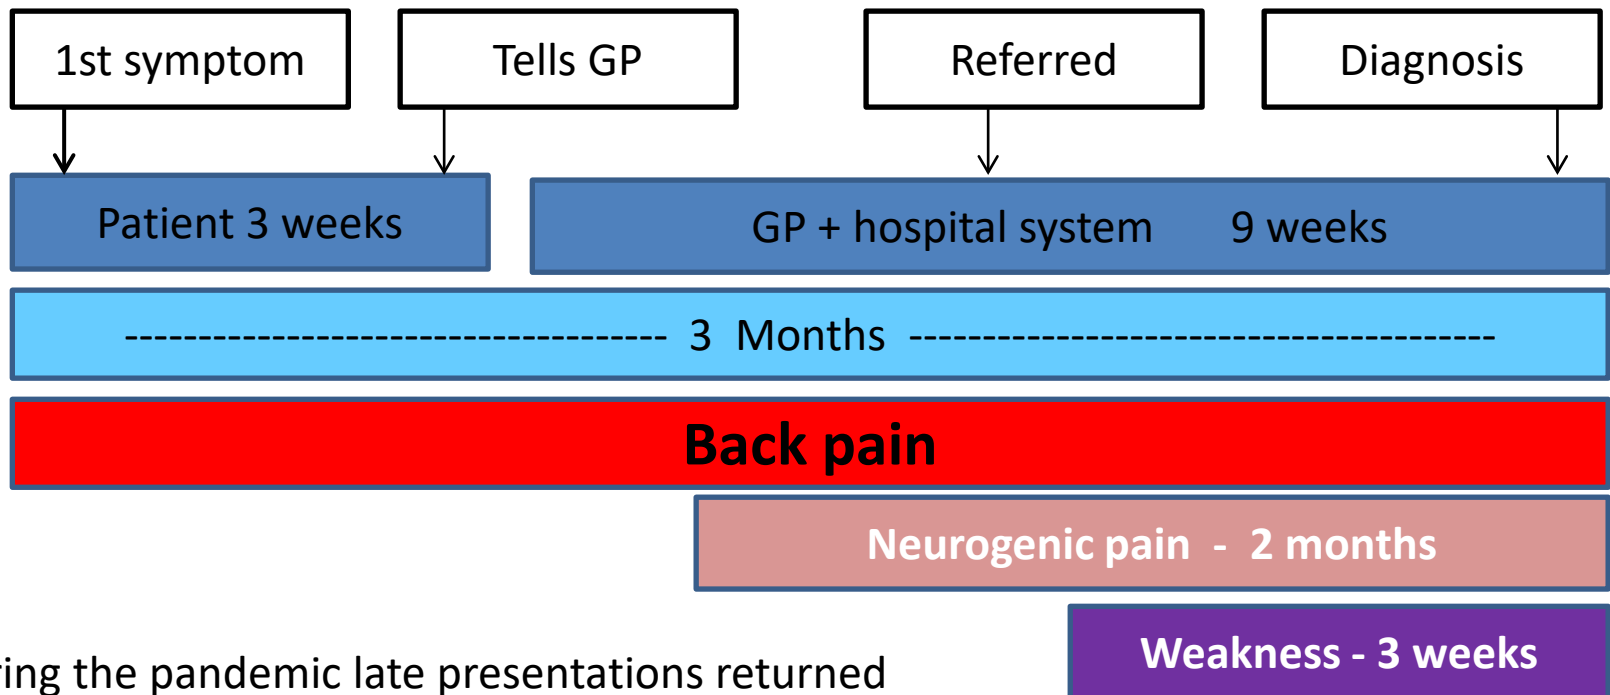 1st symptom
Tells GP
Referred
Diagnosis
Patient 3 weeks
GP + hospital system 9 weeks
------------------------------------- 3 Months ----------------------------------------
Back pain
Neurogenic pain - 2 months
Weakness - 3 weeks
the pandemic late presentations returned